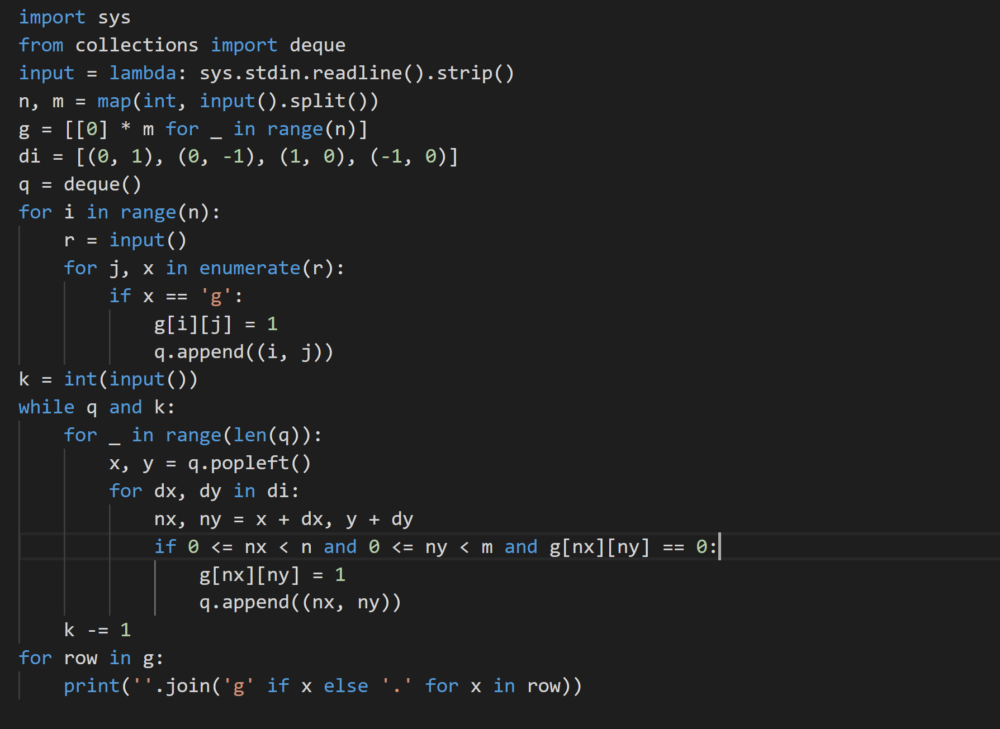 import sys
from collections import deque
input = lambda: sys.stdin.readline().strip()
n, m = map(int, input().split())
g = [[0] * m for _ in range(n)]
di = [(0, 1), (0, -1), (1, 0), (-1, 0)]
q = deque()
for i in range(n):
    r = input()
    for j, x in enumerate(r):
        if x == 'g':
            g[i][j] = 1
            q.append((i, j))
k = int(input())
while q and k:
    for _ in range(len(q)):
        x, y = q.popleft()
        for dx, dy in di:
            nx, ny = x + dx, y + dy
            if 0 <= nx < n and 0 <= ny < m and g[nx][ny] == 0:
                g[nx][ny] = 1
                q.append((nx, ny))
    k -= 1
for row in g:
    print(''.join('g' if x else '.' for x in row))